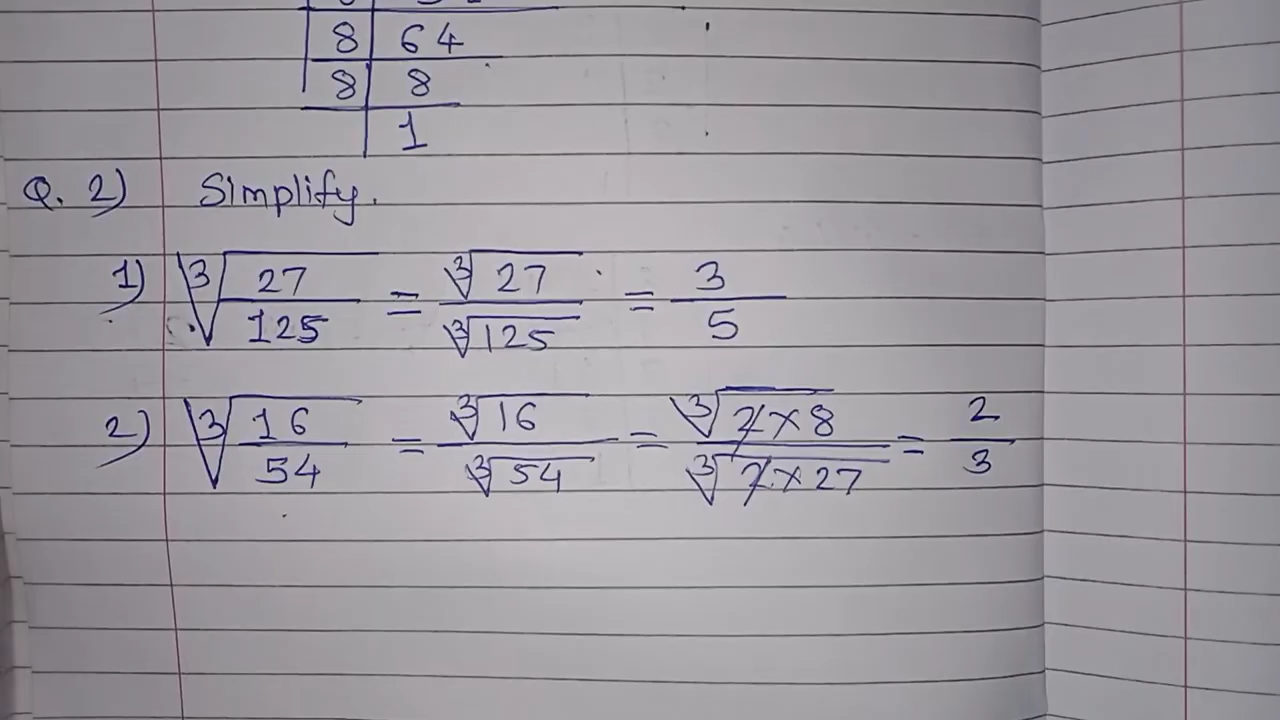 8 | 64
8 | 8
1
Q. 2) Simplify.
1) ∛(27/125) = ∛27/∛125 = 3/5
2) ∛(16/54) = ∛16/∛54 = ∛(2×8)/∛(2×27) = 2/3